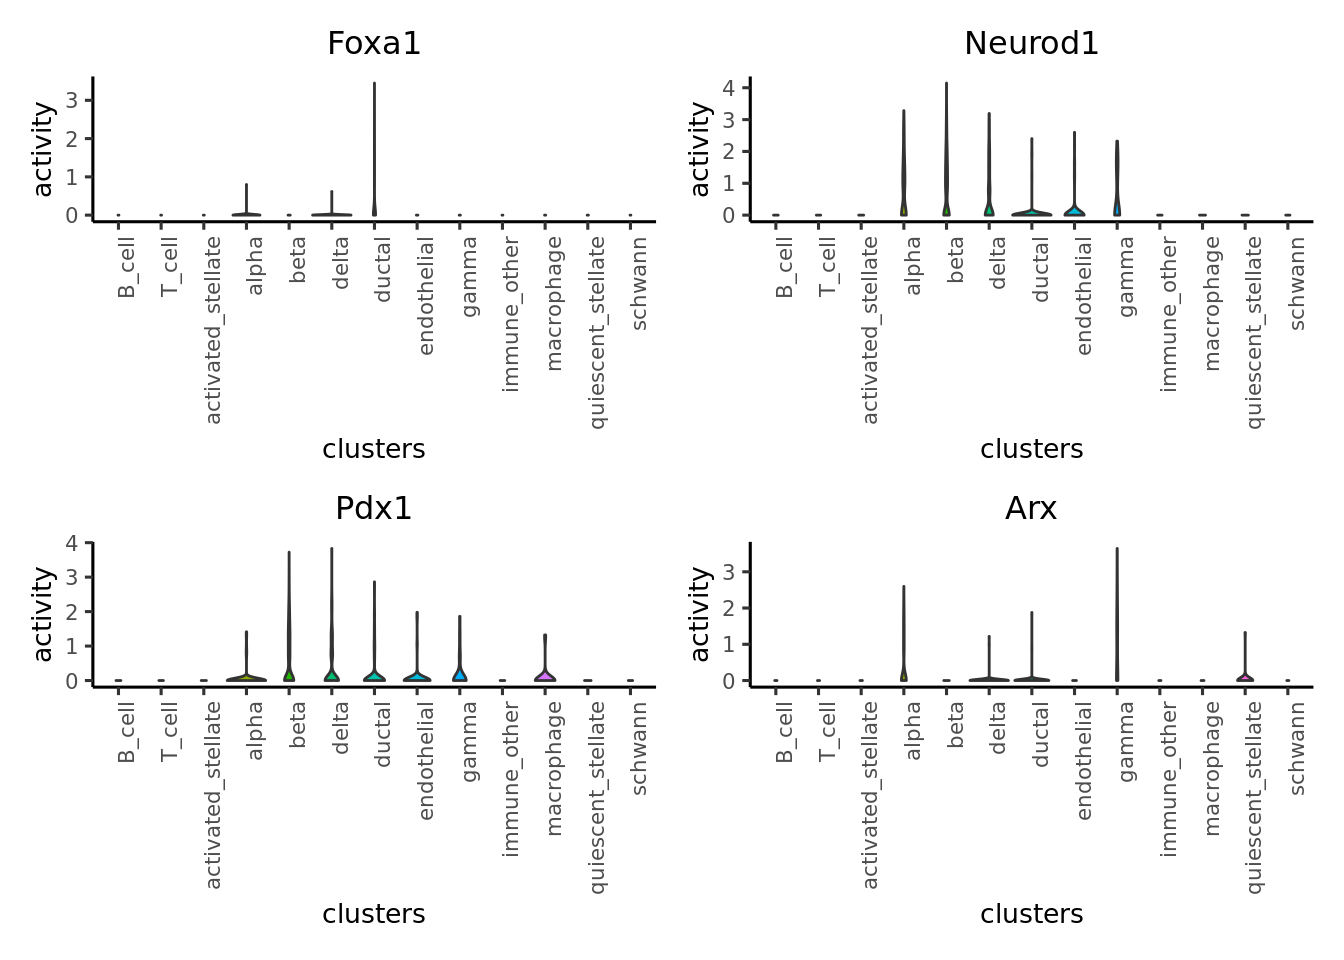 Foxa1
activity
3
2
1
0
B_cell
T_cell
activated_stellate
alpha
beta
delta
ductal
endothelial
gamma
immune_other
macrophage
quiescent_stellate
schwann
clusters
Neurod1
activity
4
3
2
1
0
B_cell
T_cell
activated_stellate
alpha
beta
delta
ductal
endothelial
gamma
immune_other
macrophage
quiescent_stellate
schwann
clusters
Pdx1
activity
4
3
2
1
0
B_cell
T_cell
activated_stellate
alpha
beta
delta
ductal
endothelial
gamma
immune_other
macrophage
quiescent_stellate
schwann
clusters
Arx
activity
3
2
1
0
B_cell
T_cell
activated_stellate
alpha
beta
delta
ductal
endothelial
gamma
immune_other
macrophage
quiescent_stellate
schwann
clusters